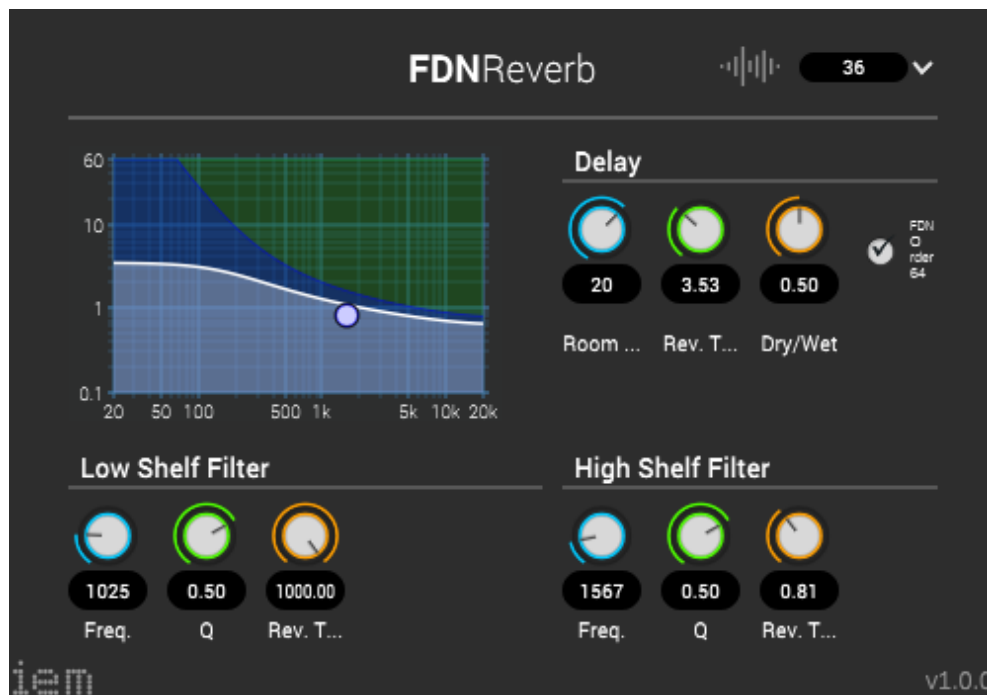 FDNReverb
36
60
10
1
0.1
20 50 100 500 1k 5k 10k 20k
Delay
20 3.53 0.50
Room ... Rev. T... Dry/Wet
FDN
O
rder
64
Low Shelf Filter
1025 0.50 1000.00
Freq. Q Rev. T...
High Shelf Filter
1567 0.50 0.81
Freq. Q Rev. T...
iem
v1.0.0